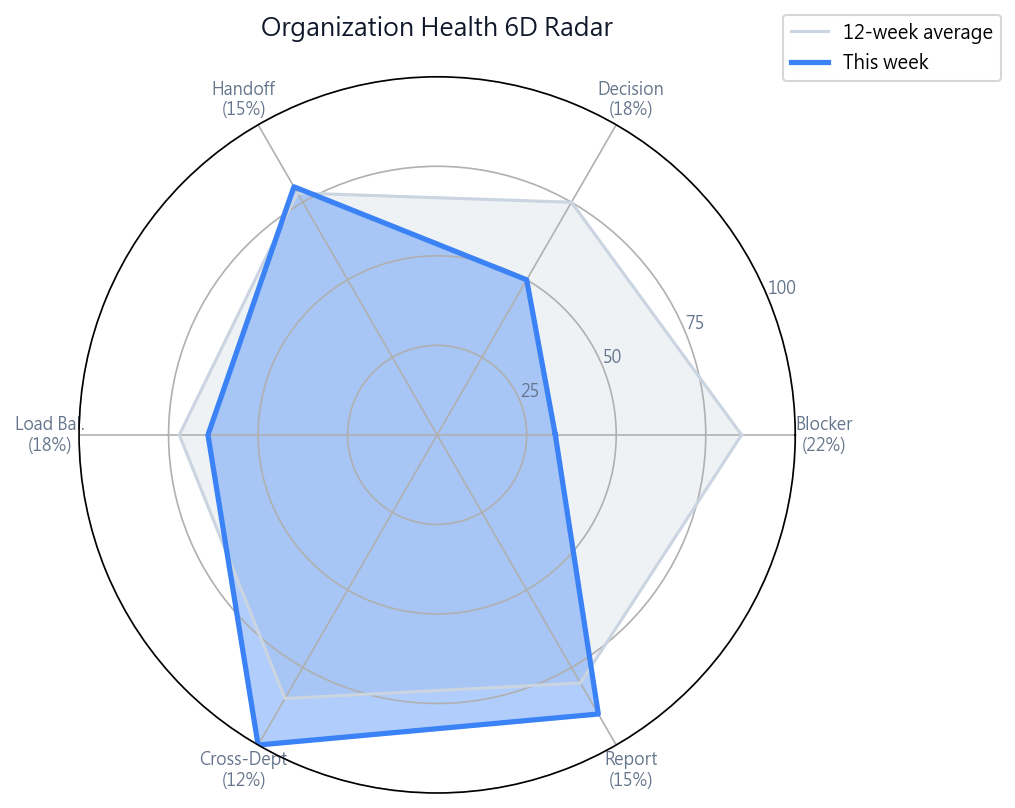 Organization Health 6D Radar
12-week average
This week
Handoff
(15%)
Decision
(18%)
100
75
50
25
Load Bal.
(18%)
Blocker
(22%)
Cross-Dept
(12%)
Report
(15%)